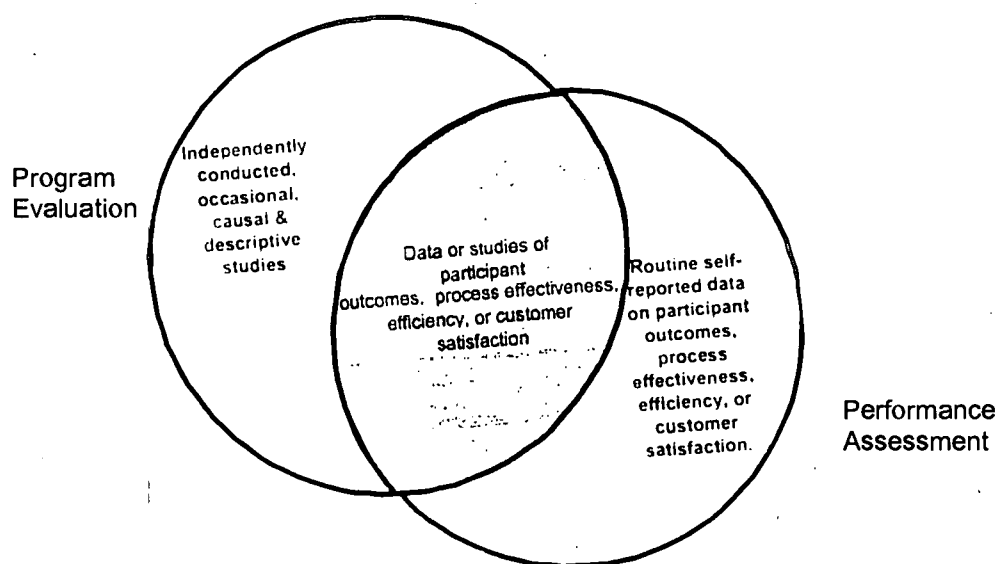 Program
Evaluation
Independently
conducted,
occasional,
causal &
descriptive
studies
Data or studies of
participant
outcomes, process effectiveness,
efficiency, or customer
satisfaction
Routine self-
reported data
on participant
outcomes,
process
effectiveness,
efficiency, or
customer
satisfaction.
Performance
Assessment